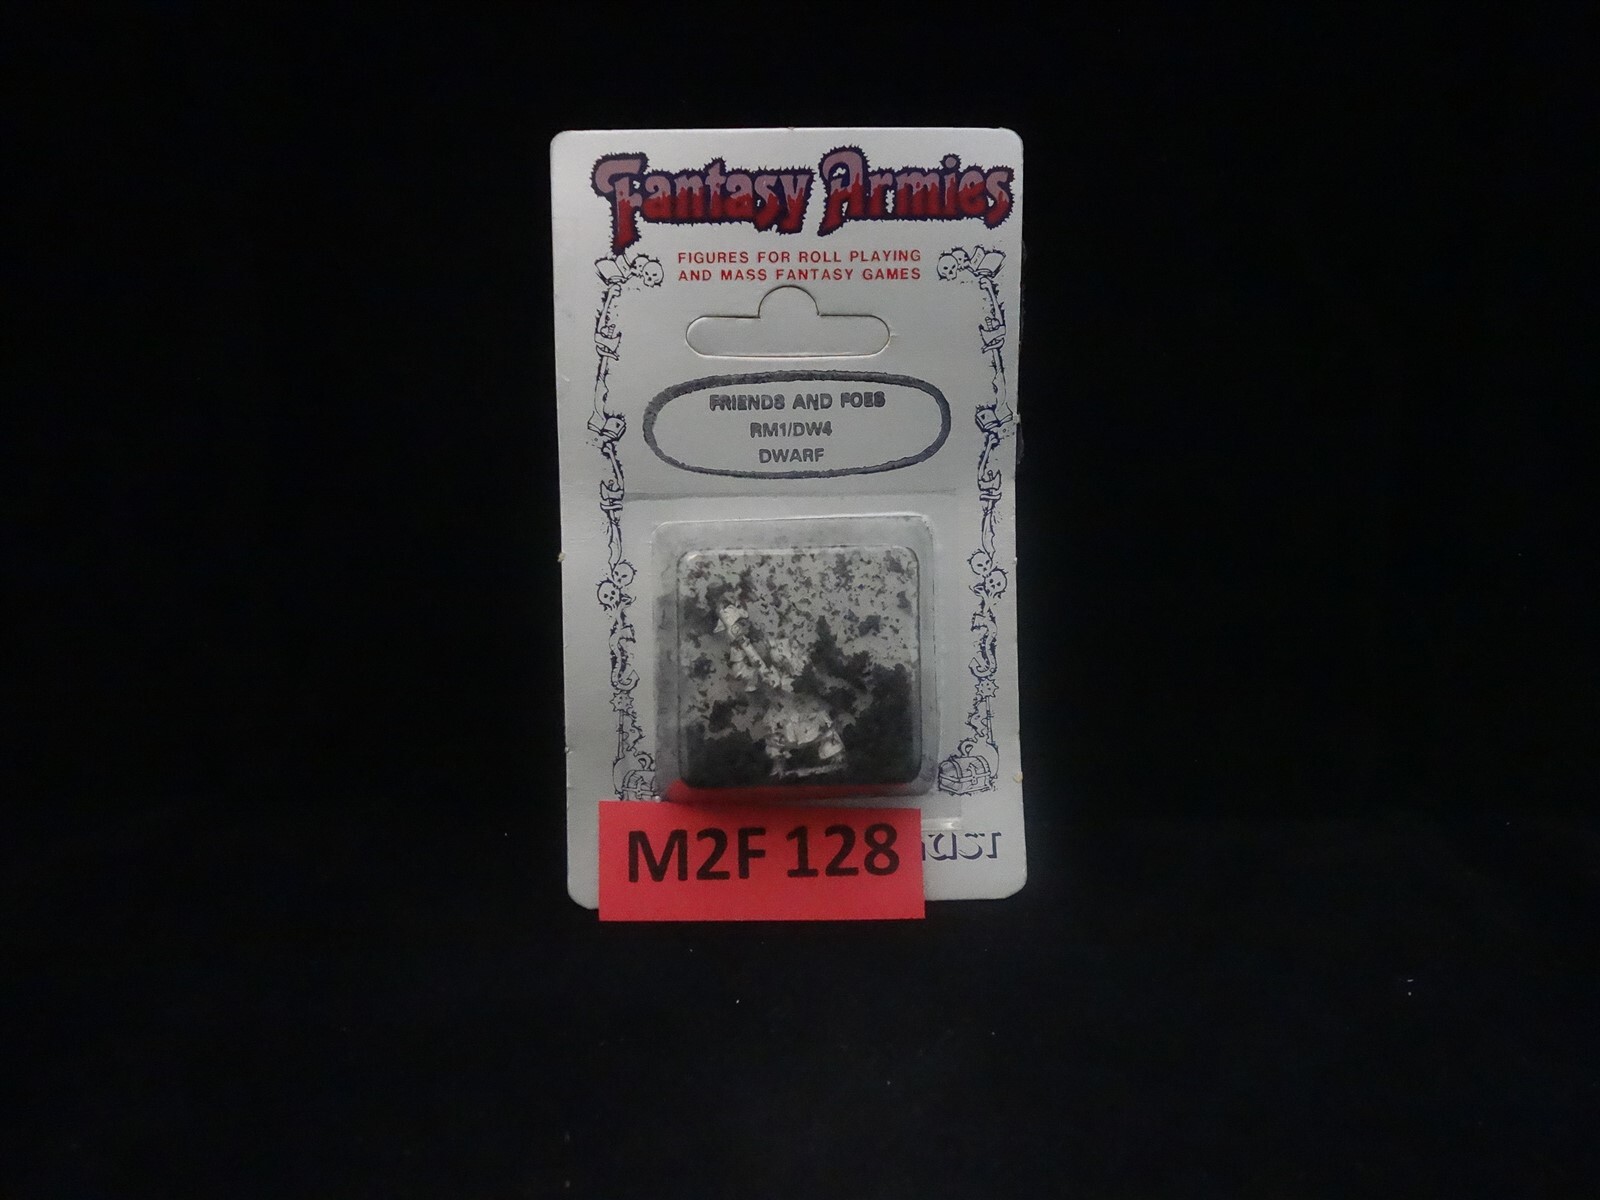 Fantasy Armies
FIGURES FOR ROLL PLAYING
AND MASS FANTASY GAMES
FRIENDS AND FOES
RM1/DW4
DWARF
M2F 128